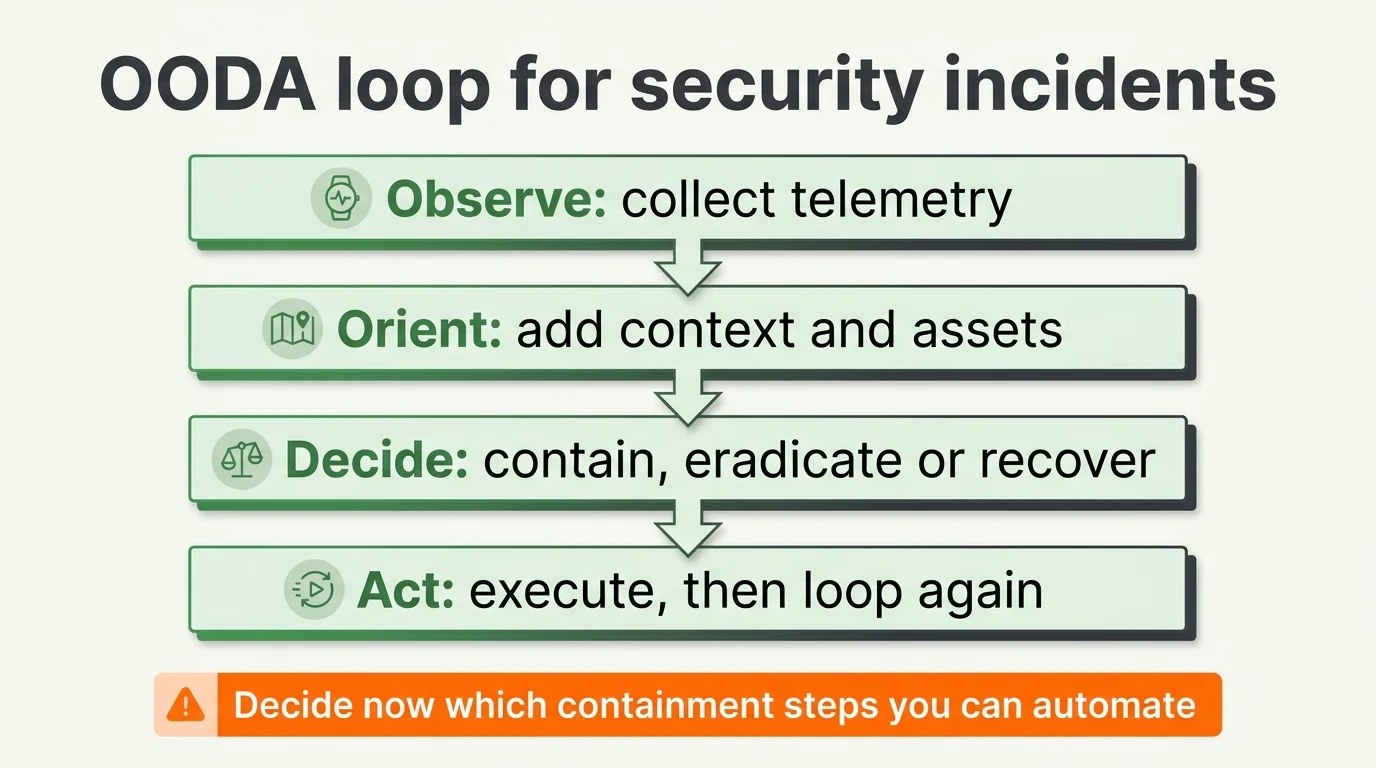 OODA loop for security incidents
Observe: collect telemetry
Orient: add context and assets
Decide: contain, eradicate or recover
Act: execute, then loop again
Decide now which containment steps you can automate